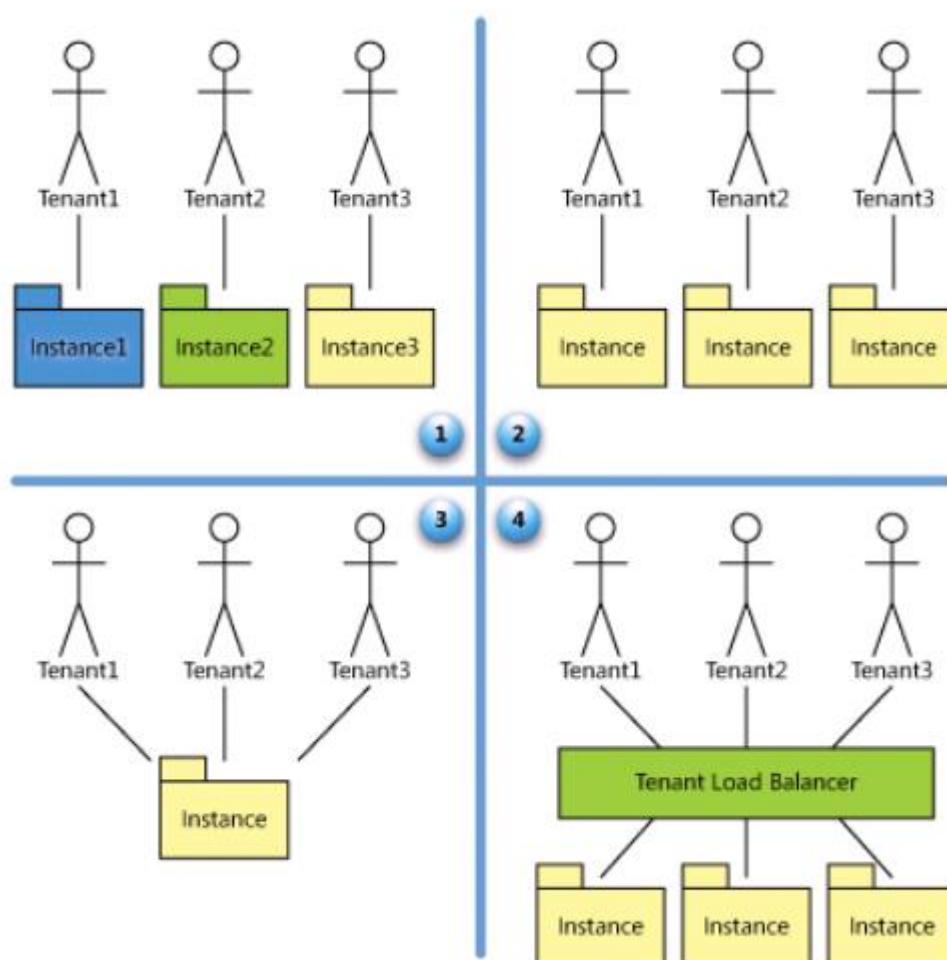 Tenant1 Tenant2 Tenant3
Instance1 Instance2 Instance3
Tenant1 Tenant2 Tenant3
Instance Instance Instance
1 2
3 4
Tenant1 Tenant2 Tenant3
Instance
Tenant1 Tenant2 Tenant3
Tenant Load Balancer
Instance Instance Instance